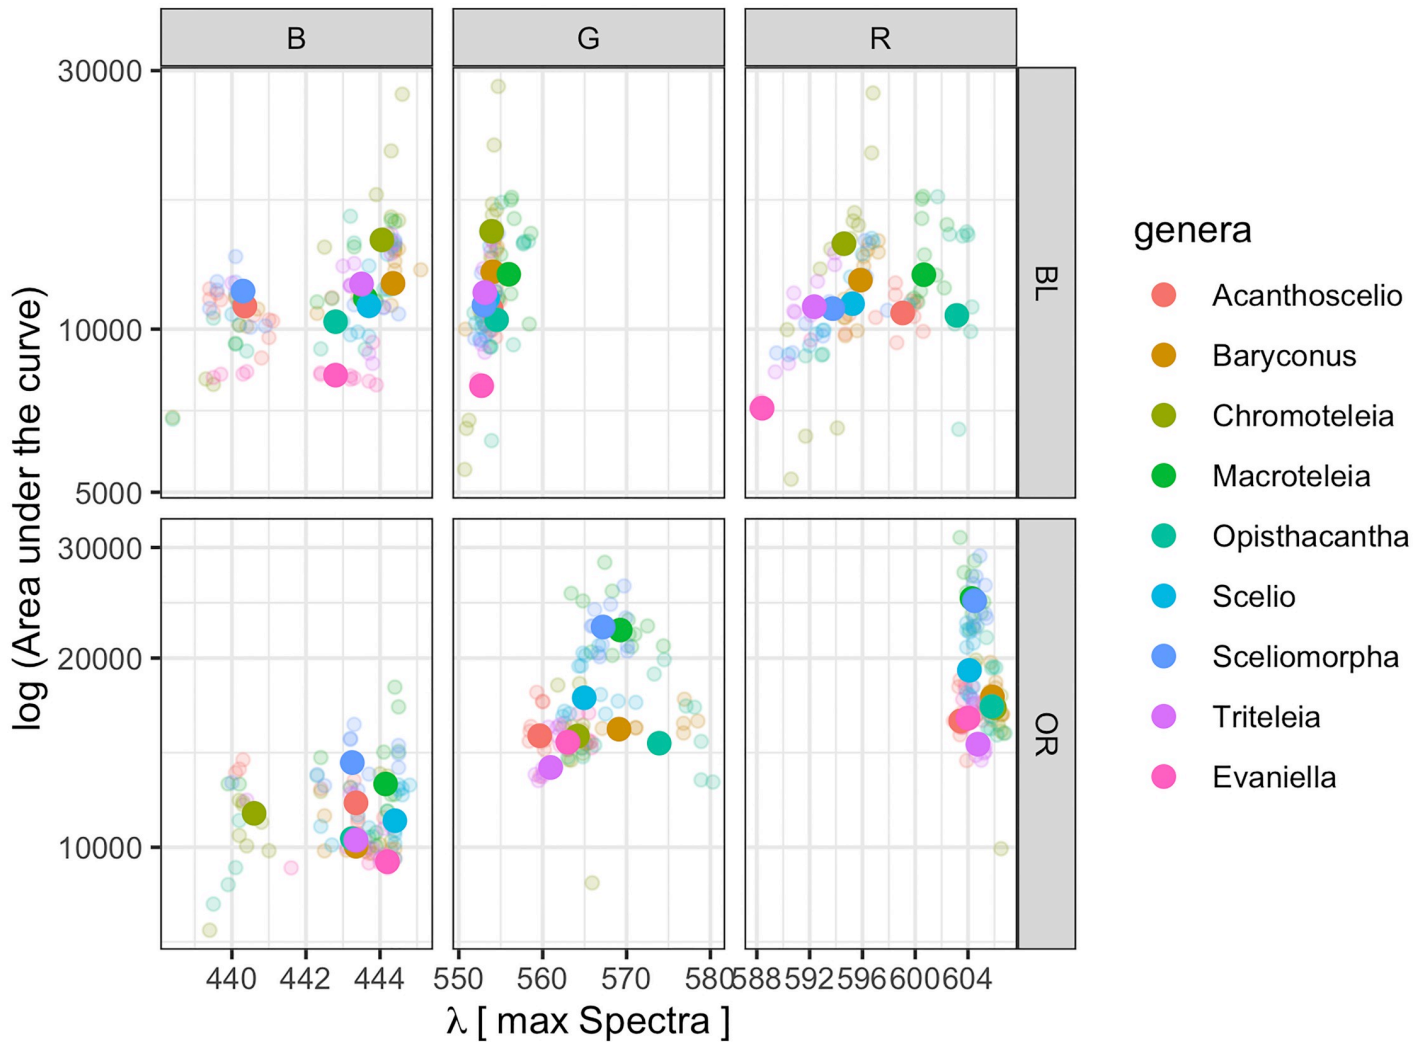 B G R
30000
10000
5000
BL
30000
20000
10000
OR
440 442 444 550 560 570 580 588 592 596 600 604
log (Area under the curve)
λ [ max Spectra ]
genera
Acanthoscelio
Baryconus
Chromoteleia
Macroteleia
Opisthacantha
Scelio
Sceliomorpha
Triteleia
Evaniella